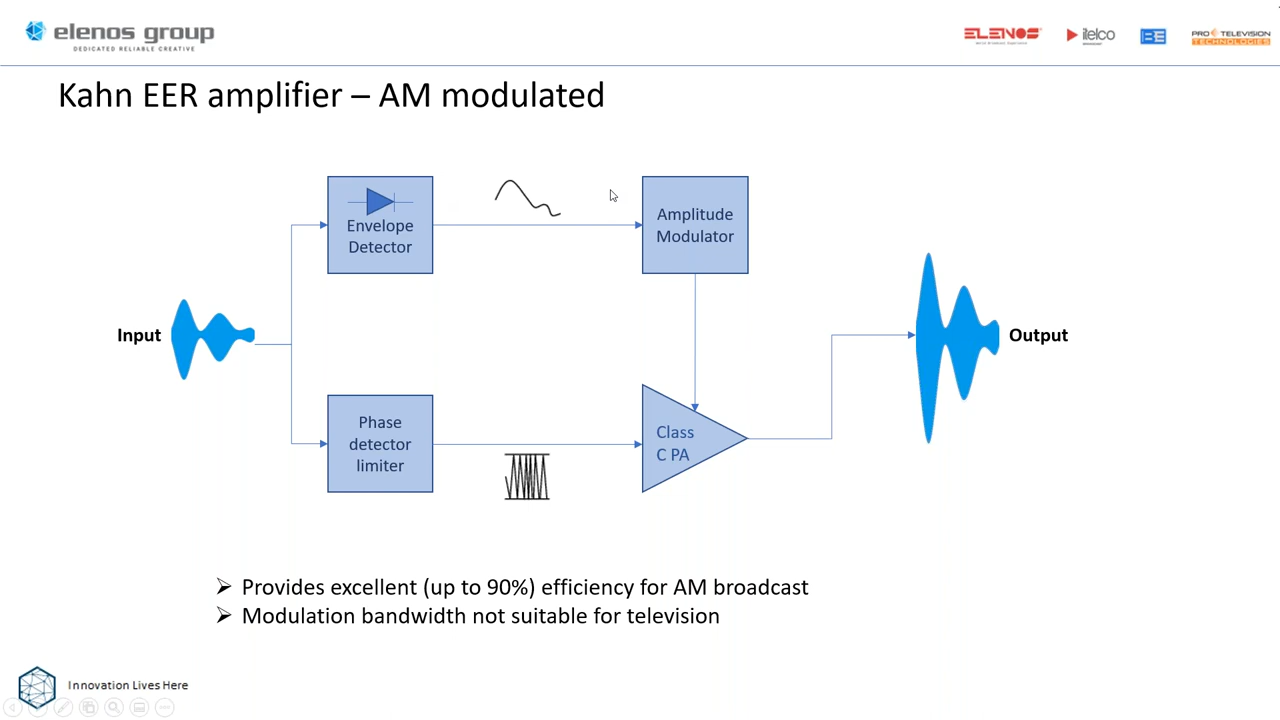 elenos group
DEDICATED RELIABLE CREATIVE
ELENOS
itelco
BE
PRO TELEVISION
TECHNOLOGIES
Kahn EER amplifier – AM modulated
Envelope
Detector
Amplitude
Modulator
Input
Output
Phase
detector
limiter
Class
C PA
Provides excellent (up to 90%) efficiency for AM broadcast
Modulation bandwidth not suitable for television
Innovation Lives Here